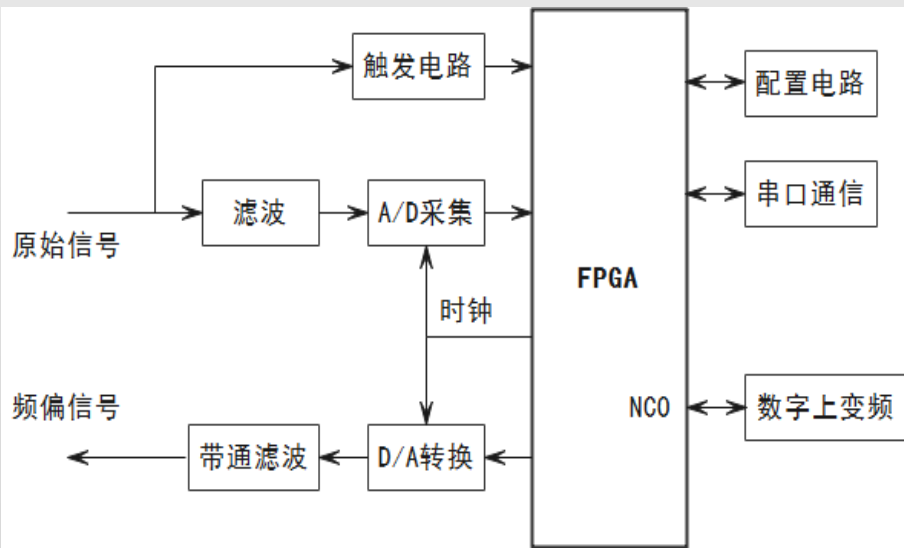 触发电路
配置电路
滤波
A/D采集
串口通信
原始信号
FPGA
时钟
频偏信号
NCO
数字上变频
带通滤波
D/A转换